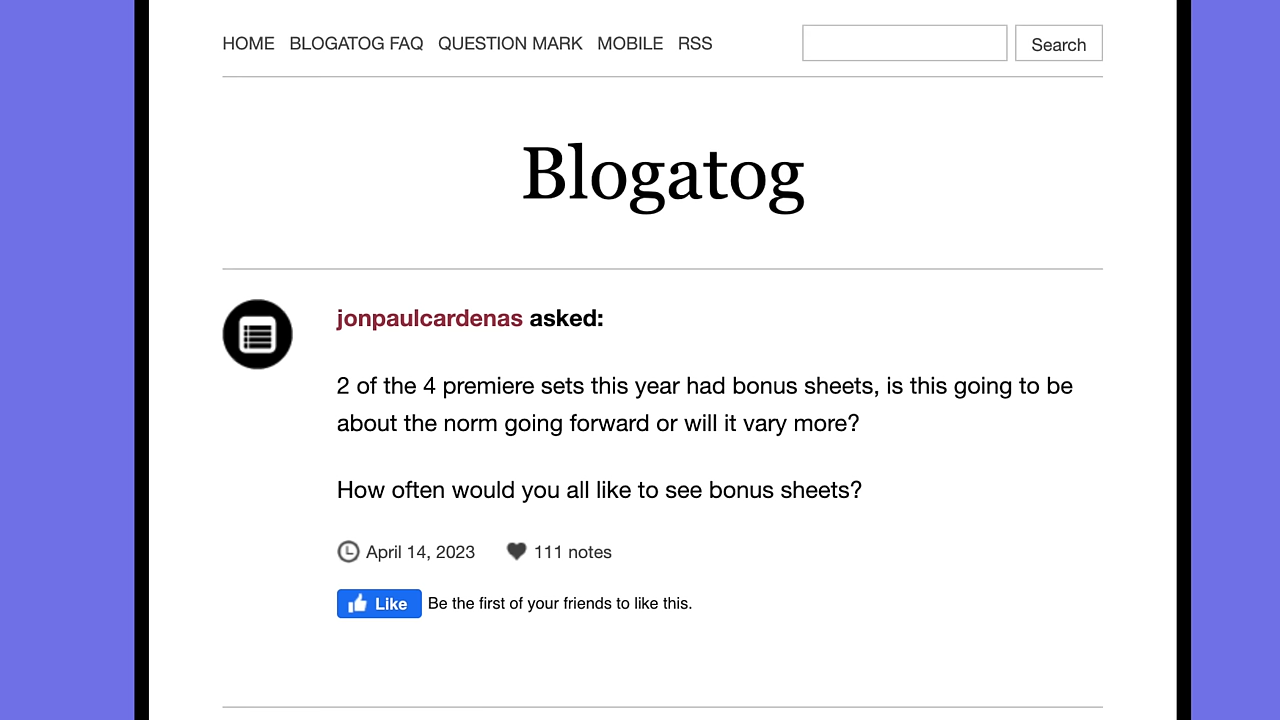 HOME BLOGATOG FAQ QUESTION MARK MOBILE RSS Search
Blogatog
jonpaulcardenas asked:
2 of the 4 premiere sets this year had bonus sheets, is this going to be
about the norm going forward or will it vary more?
How often would you all like to see bonus sheets?
April 14, 2023 111 notes
Like Be the first of your friends to like this.